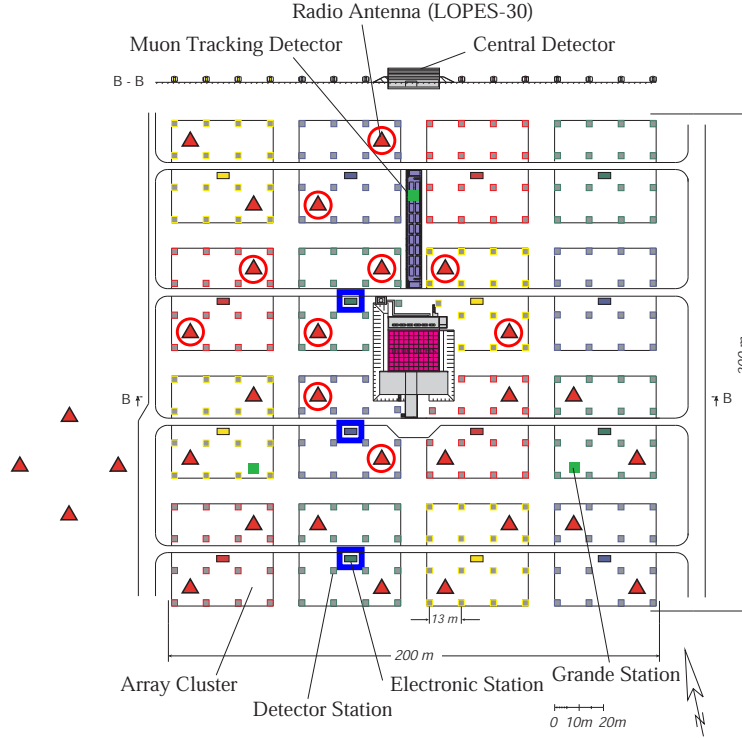 Radio Antenna (LOPES-30)
Muon Tracking Detector
Central Detector
B - B
200 m
B
B
13 m
200 m
Array Cluster
Electronic Station
Grande Station
Detector Station
0 10m 20m